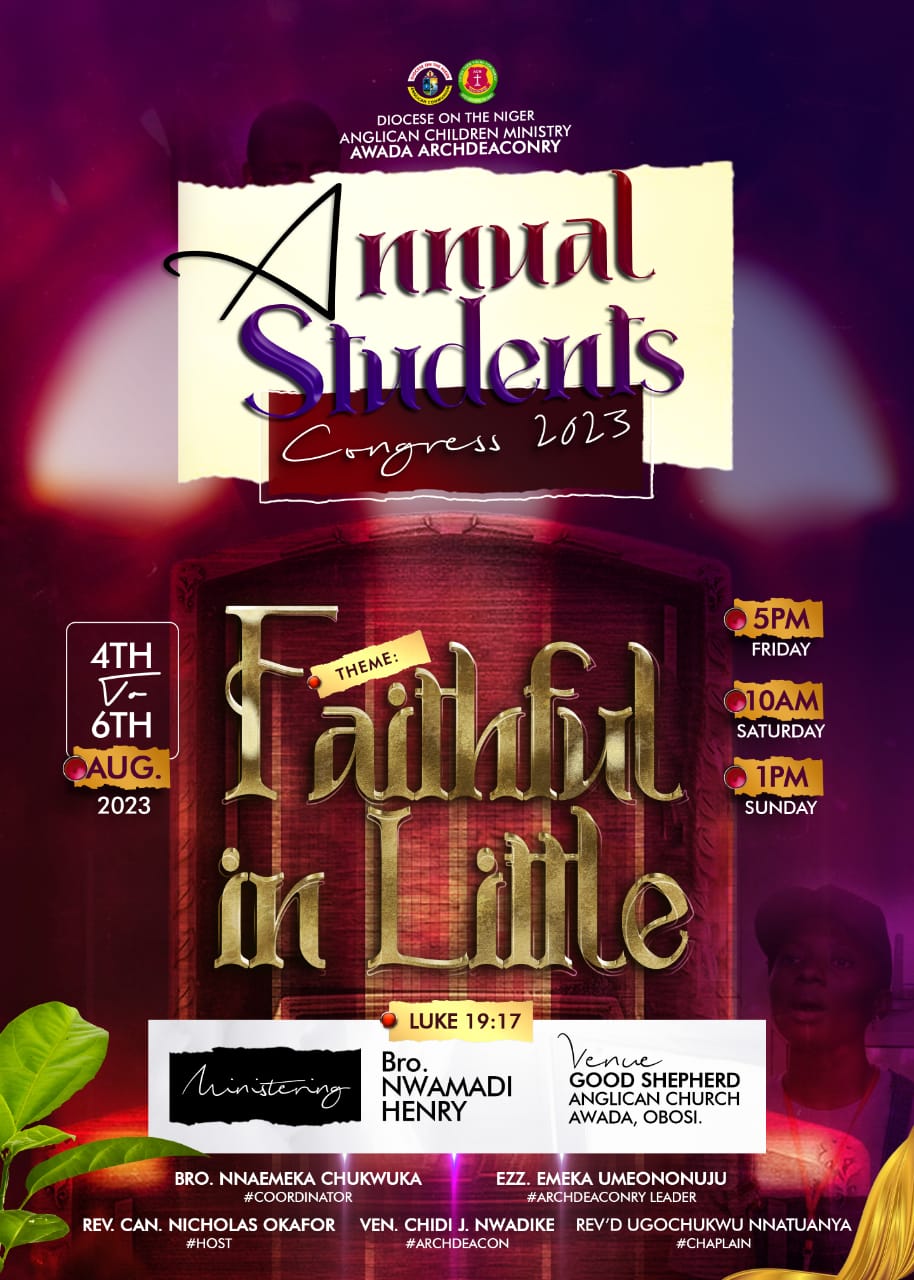 DIOCESE ON THE NIGER
ANGLICAN CHILDREN MINISTRY
AWADA ARCHDEACONRY
Annual
Students
Congress 2023
4TH
To
6TH
AUG.
2023
THEME:
Faithful
in Little
5PM
FRIDAY
10AM
SATURDAY
1PM
SUNDAY
LUKE 19:17
Ministering
Bro.
NWAMADI
HENRY
Venue
GOOD SHEPHERD
ANGLICAN CHURCH
AWADA, OBOSI.
BRO. NNAEMEKA CHUKWUKA
#COORDINATOR
EZZ. EMEKA UMEONONUJU
#ARCHDEACONRY LEADER
REV. CAN. NICHOLAS OKAFOR
#HOST
VEN. CHIDI J. NWADIKE
#ARCHDEACON
REV'D UGOCHUKWU NNATUANYA
#CHAPLAIN